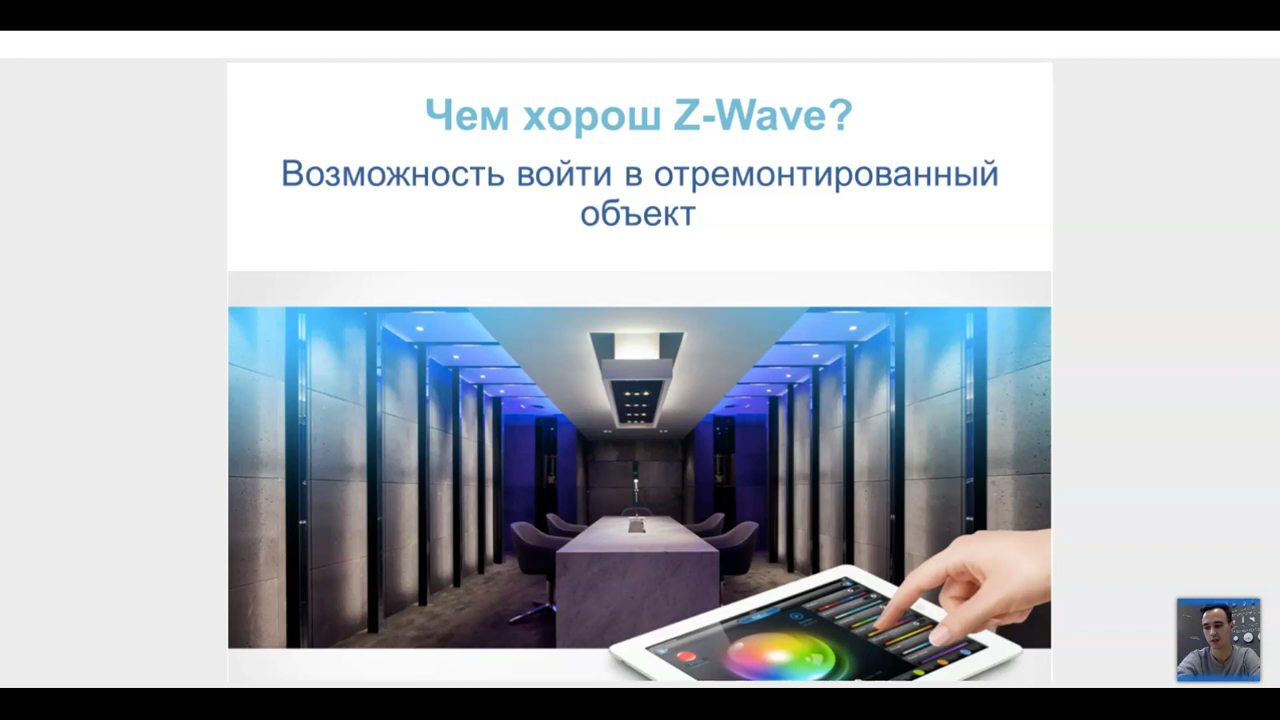 Чем хорош Z-Wave?
Возможность войти в отремонтированный
объект